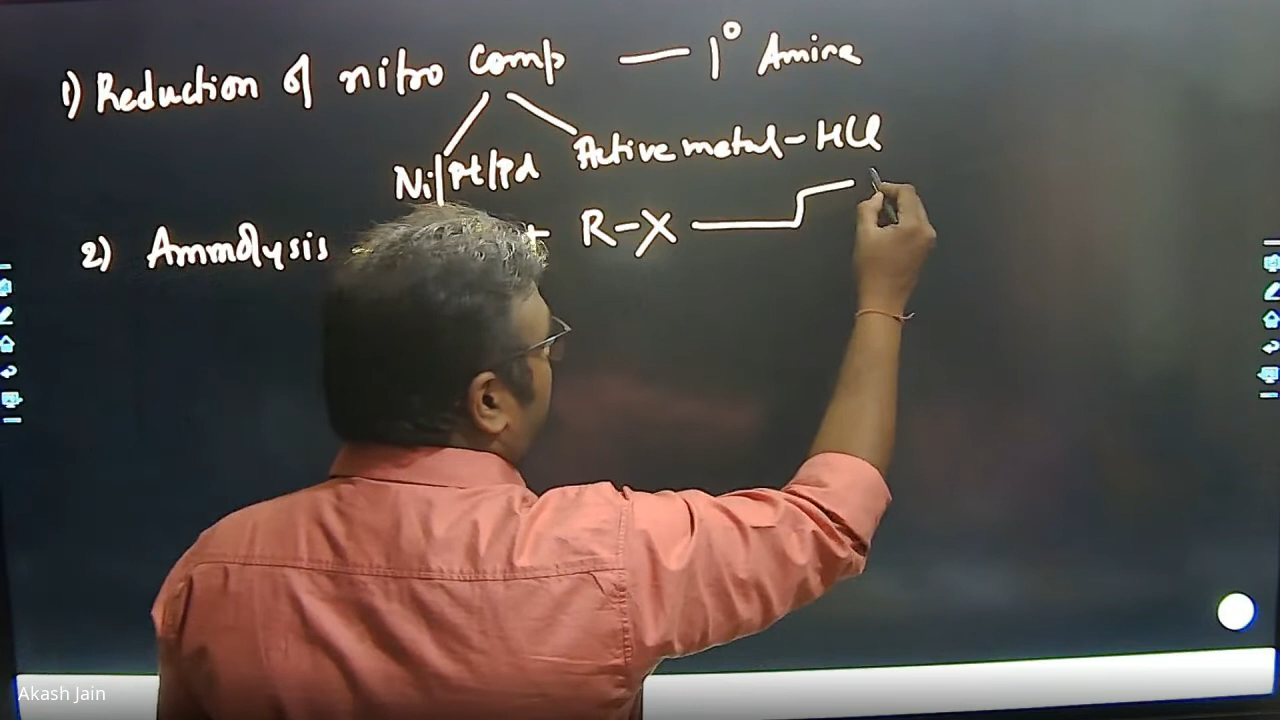 1) Reduction of nitro Comp — 1° Amine
Ni/Pt/Pd Active metal - HCl
2) Ammolysis + R-X
Akash Jain